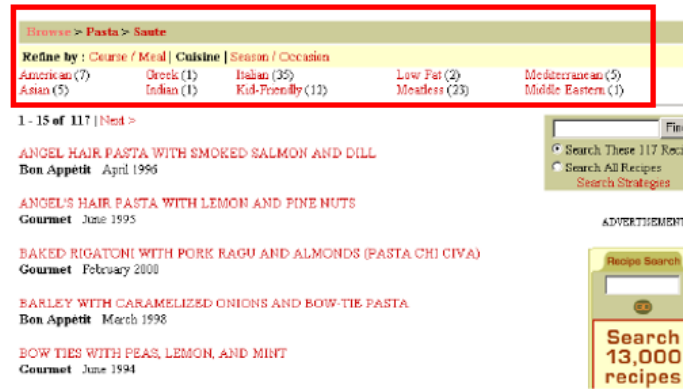 Browse > Pasta > Saute
Refine by : Course / Meal | Cuisine | Season / Occasion
American (7) Greek (1) Italian (35) Low Fat (2) Mediterranean (5)
Asian (5) Indian (1) Kid-Friendly (12) Meatless (23) Middle Eastern (1)
1 - 15 of 117 | Next >
ANGEL HAIR PASTA WITH SMOKED SALMON AND DILL
Bon Appétit April 1996
ANGEL'S HAIR PASTA WITH LEMON AND PINE NUTS
Gourmet June 1995
BAKED RIGATONI WITH PORK RAGU AND ALMONDS (PASTA CHI CIVA)
Gourmet February 2000
BARLEY WITH CARAMELIZED ONIONS AND BOW-TIE PASTA
Bon Appétit March 1998
BOW TIES WITH PEAS, LEMON, AND MINT
Gourmet June 1994
Fin
Search These 117 Reci
Search All Recipes
Search Strategies
ADVERTISEMENT
Recipe Search
Search
13,000
recipes